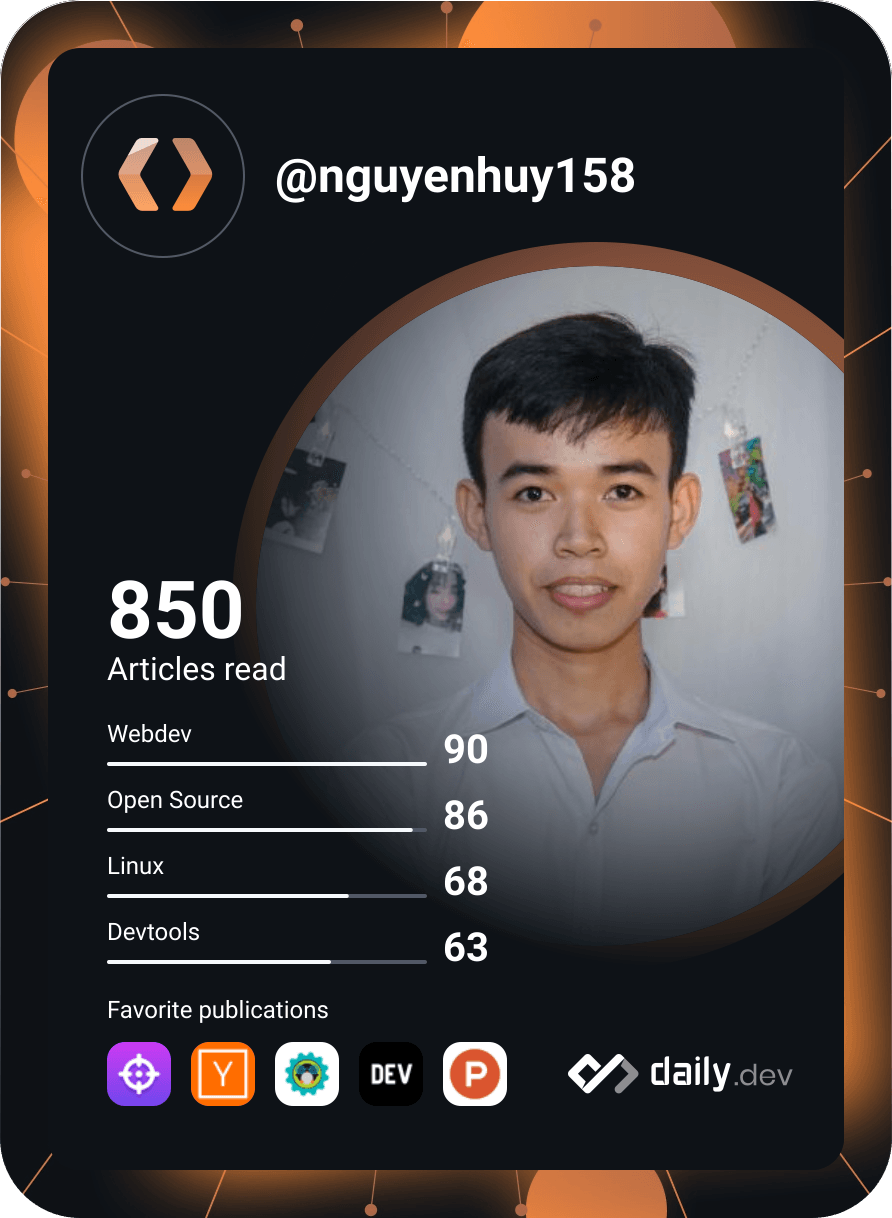 @nguyenhuy158
850
Articles read
Webdev
90
Open Source
86
Linux
68
Devtools
63
Favorite publications
Y
DEV
P
daily.dev